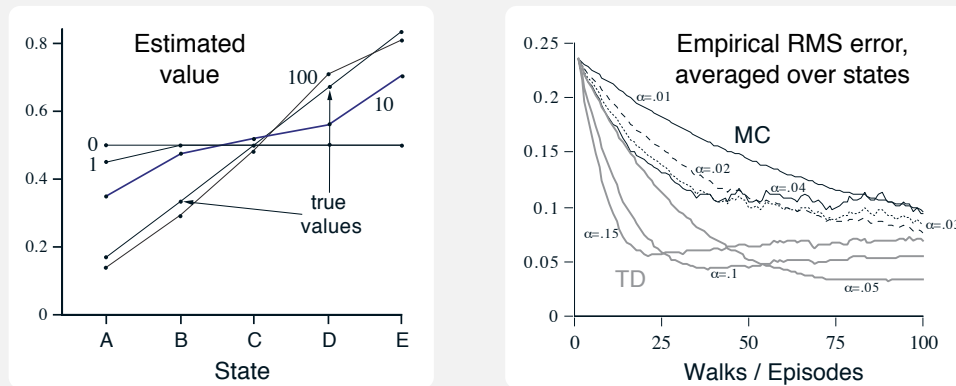 Estimated
value
0.8
0.6
0.4
0.2
0
0
1
100
10
true
values
A B C D E
State
Empirical RMS error,
averaged over states
0.25
0.2
0.15
0.1
0.05
0
α=.01
MC
α=.02
α=.04
α=.03
α=.15
TD
α=.1
α=.05
0 25 50 75 100
Walks / Episodes